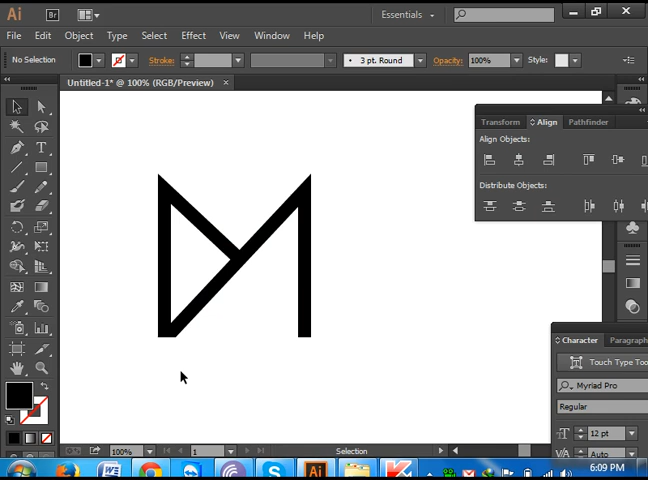 Ai Br Essentials
File Edit Object Type Select Effect View Window Help
No Selection Stroke: 3 pt. Round Opacity: 100% Style:
Untitled-1* @ 100% (RGB/Preview) ×
Transform Align Pathfinder
Align Objects:
Distribute Objects:
M
Character Paragraph
Touch Type Too
Myriad Pro
Regular
12 pt
Auto
100% 1 Selection
6:09 PM